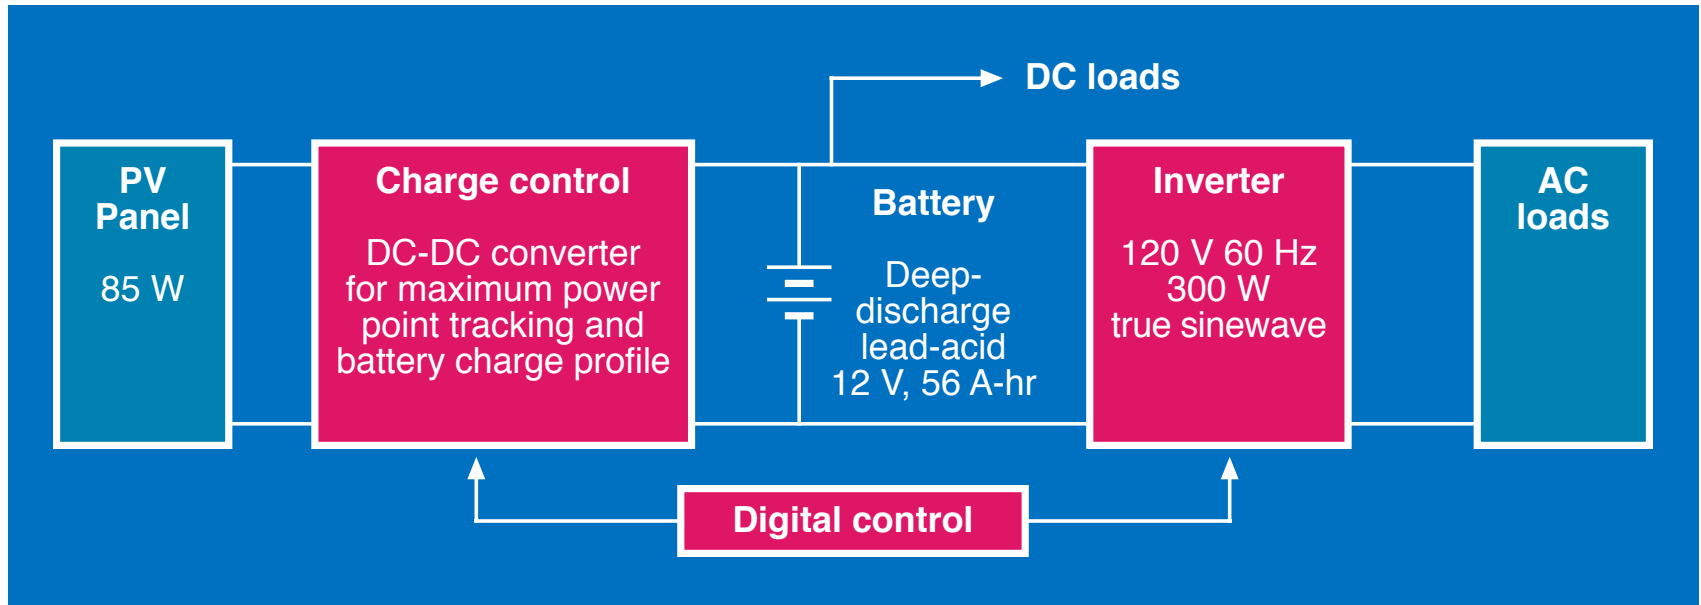 DC loads
PV
Panel
85 W
Charge control
DC-DC converter
for maximum power
point tracking and
battery charge profile
Battery
Deep-
discharge
lead-acid
12 V, 56 A-hr
Inverter
120 V 60 Hz
300 W
true sinewave
AC
loads
Digital control